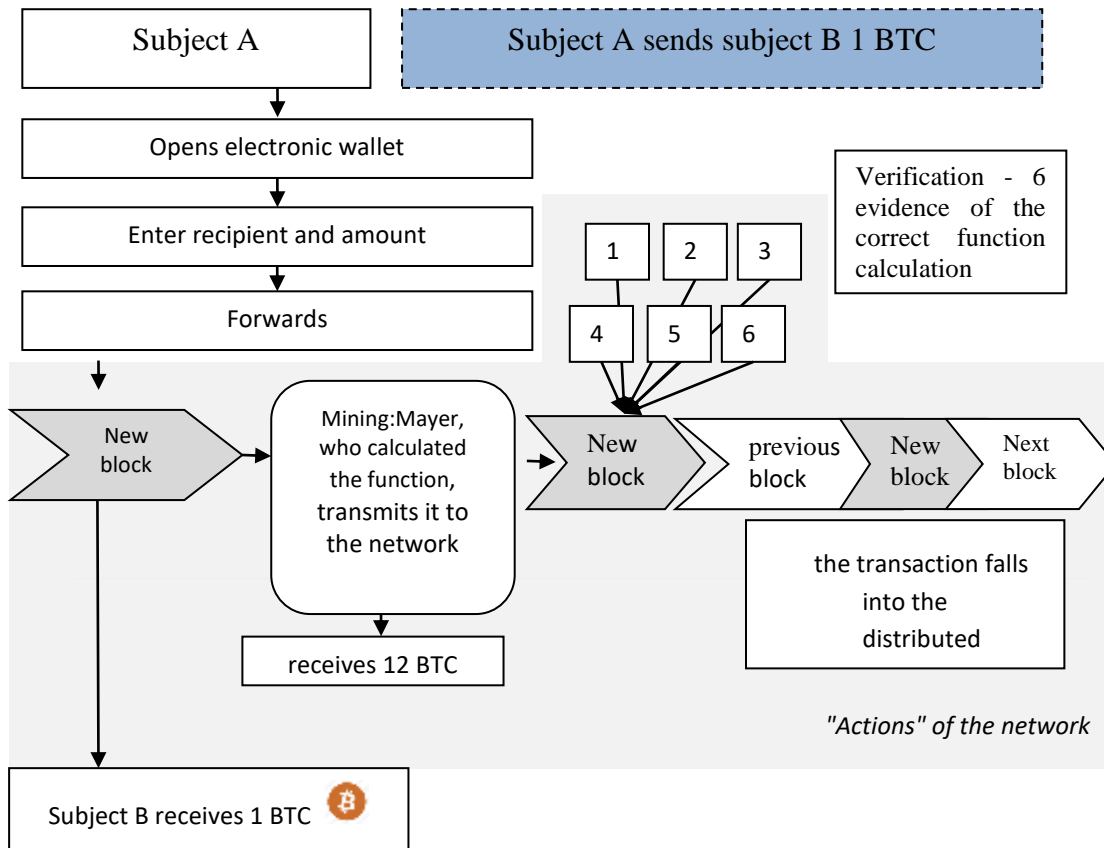 Subject A
Subject A sends subject B 1 BTC
Opens electronic wallet
Enter recipient and amount
Forwards
Verification - 6
evidence of the
correct function
calculation
1
2
3
4
5
6
New
block
Mining:Mayer,
who calculated
the function,
transmits it to
the network
New
block
previous
block
New
block
Next
block
receives 12 BTC
the transaction falls
into the
distributed
"Actions" of the network
Subject B receives 1 BTC